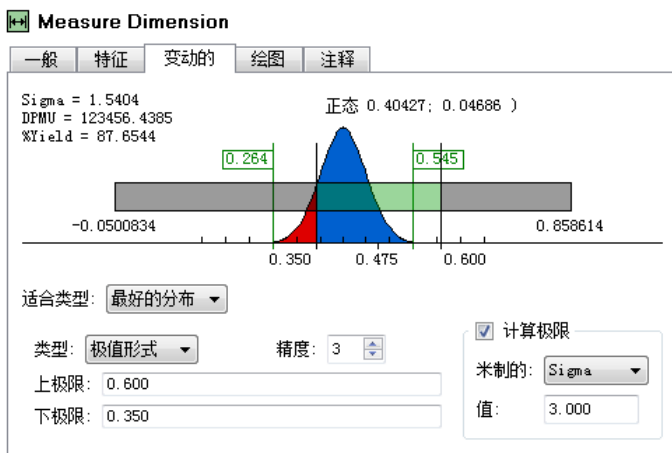 Measure Dimension
一般 特征 变动的 绘图 注释
Sigma = 1.5404
DPMU = 123456.4385
%Yield = 87.6544
正态 0.40427; 0.04686 )
0.264 0.545
-0.0500834 0.858614
0.350 0.475 0.600
适合类型: 最好的分布
类型: 极值形式 精度: 3
上极限: 0.600
下极限: 0.350
计算极限
米制的: Sigma
值: 3.000